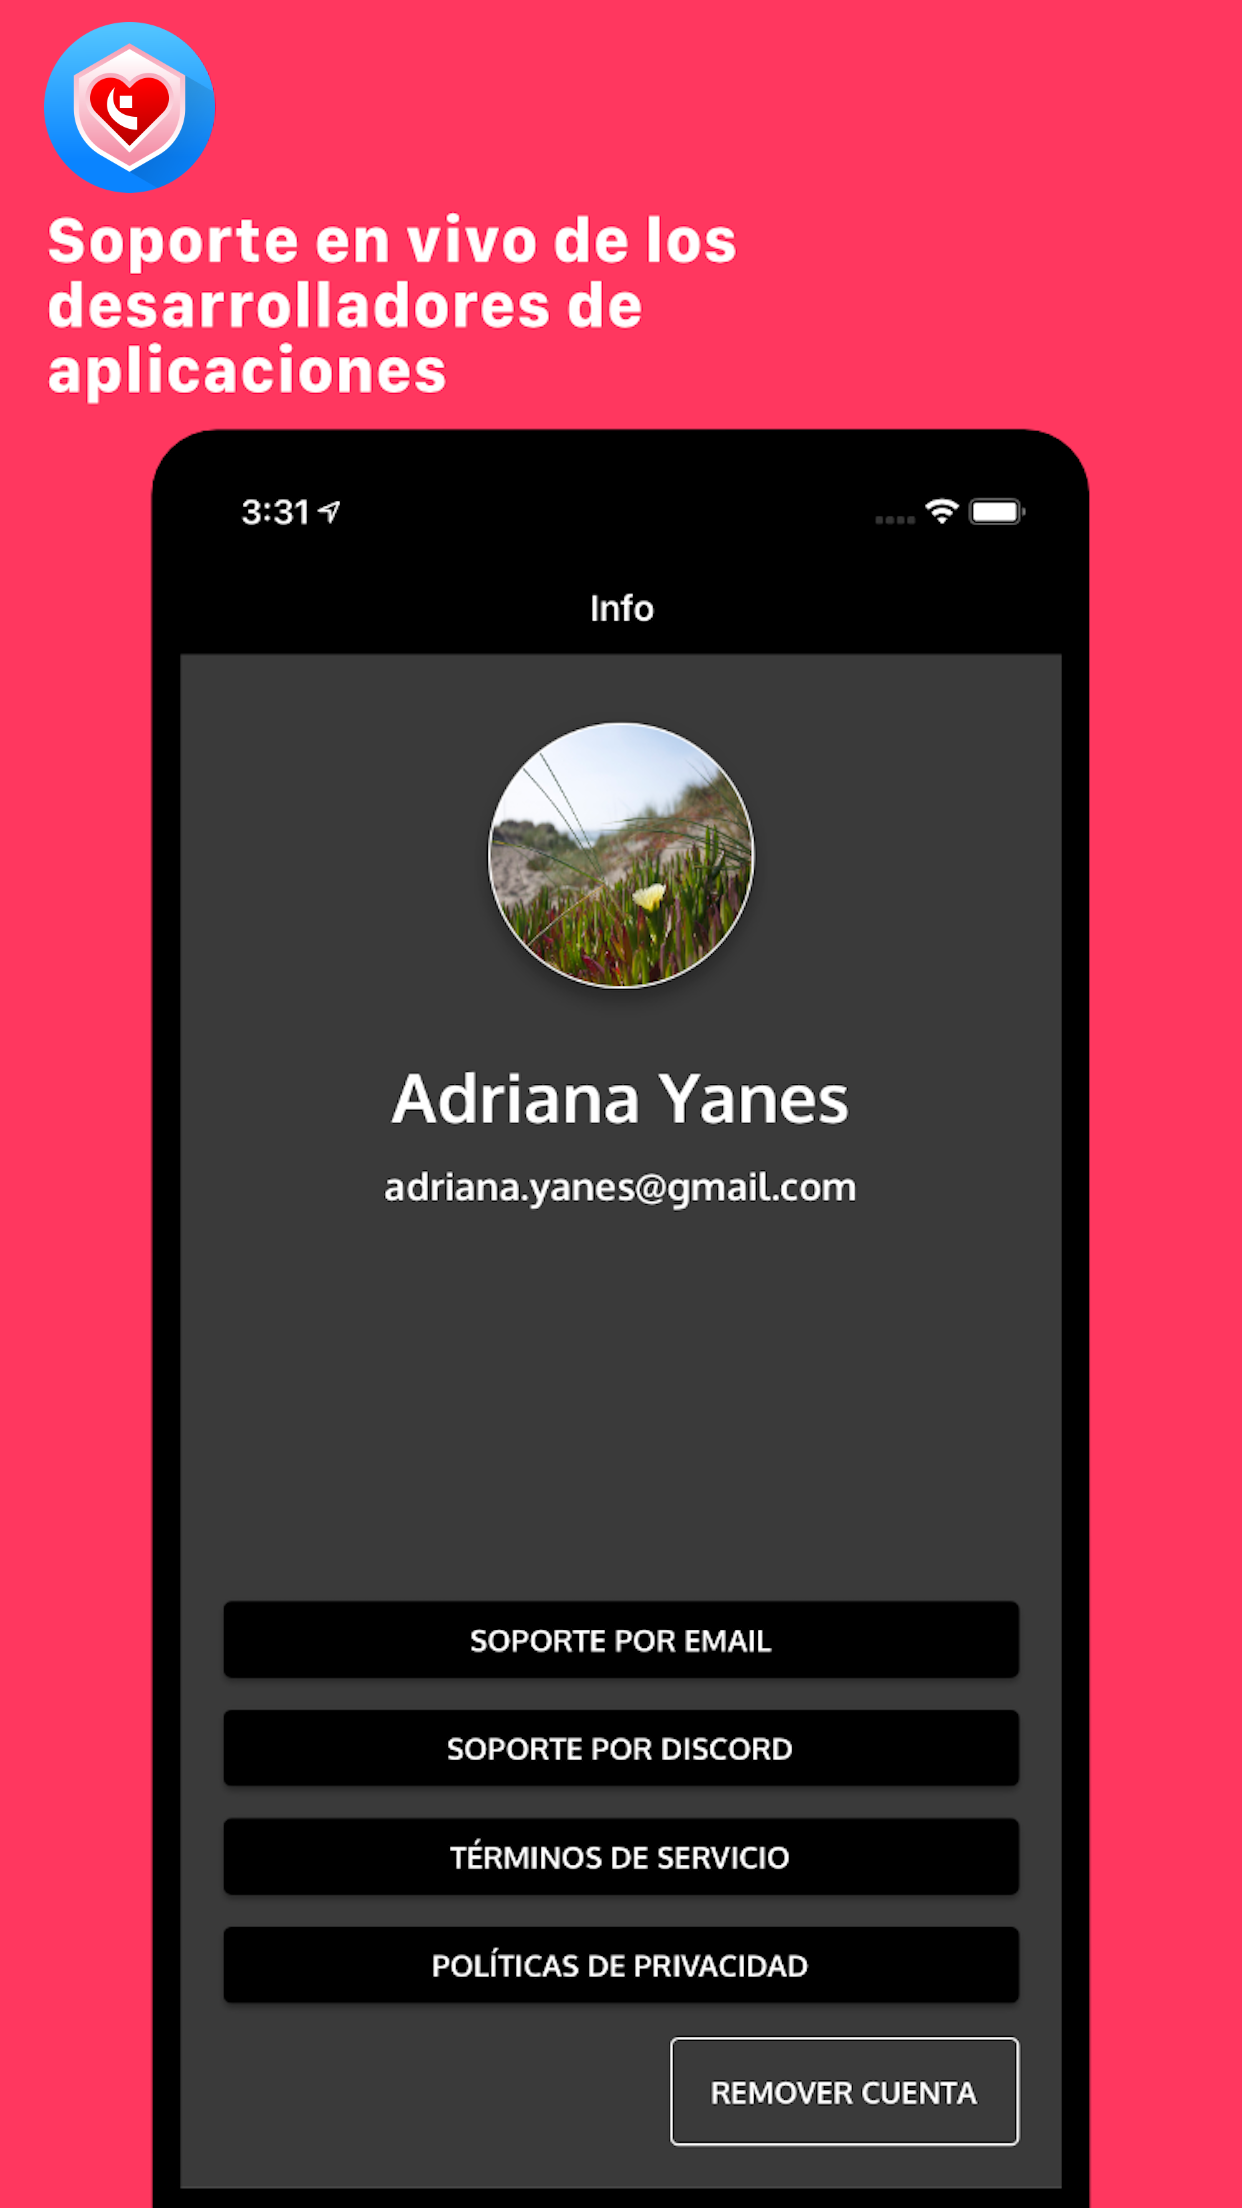 Soporte en vivo de los
desarrolladores de
aplicaciones
3:31
Info
Adriana Yanes
adriana.yanes@gmail.com
SOPORTE POR EMAIL
SOPORTE POR DISCORD
TÉRMINOS DE SERVICIO
POLÍTICAS DE PRIVACIDAD
REMOVER CUENTA